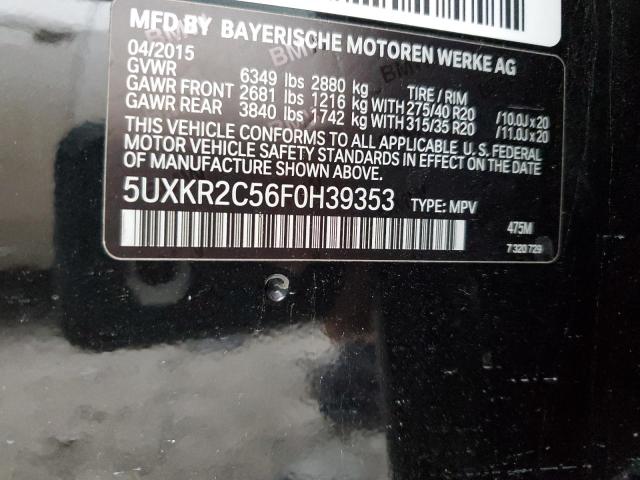 MFD BY BAYERISCHE MOTOREN WERKE AG
04/2015
GVWR 6349 lbs 2880 kg TIRE / RIM
GAWR FRONT 2681 lbs 1216 kg WITH 275/40 R20 /10.0J x 20
GAWR REAR 3840 lbs 1742 kg WITH 315/35 R20 /11.0J x 20
THIS VEHICLE CONFORMS TO ALL APPLICABLE U. S. FEDERAL
MOTOR VEHICLE SAFETY STANDARDS IN EFFECT ON THE DATE
OF MANUFACTURE SHOWN ABOVE.
5UXKR2C56F0H39353 TYPE: MPV
475M
7 320 729